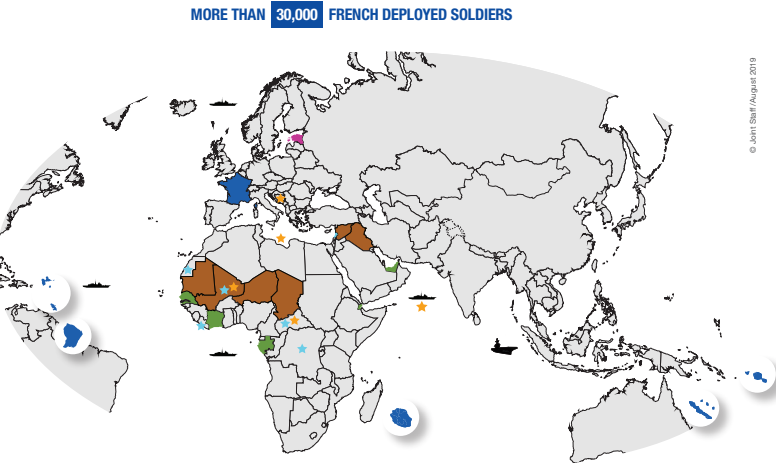 MORE THAN 30,000 FRENCH DEPLOYED SOLDIERS
© Joint Staff /August 2019